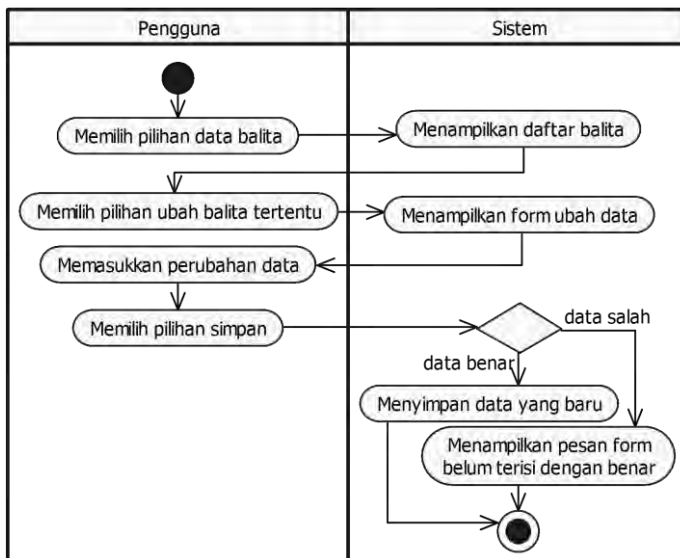 Pengguna
Sistem
Memilih pilihan data balita
Menampilkan daftar balita
Memilih pilihan ubah balita tertentu
Menampilkan form ubah data
Memasukkan perubahan data
Memilih pilihan simpan
data salah
data benar
Menyimpan data yang baru
Menampilkan pesan form
belum terisi dengan benar